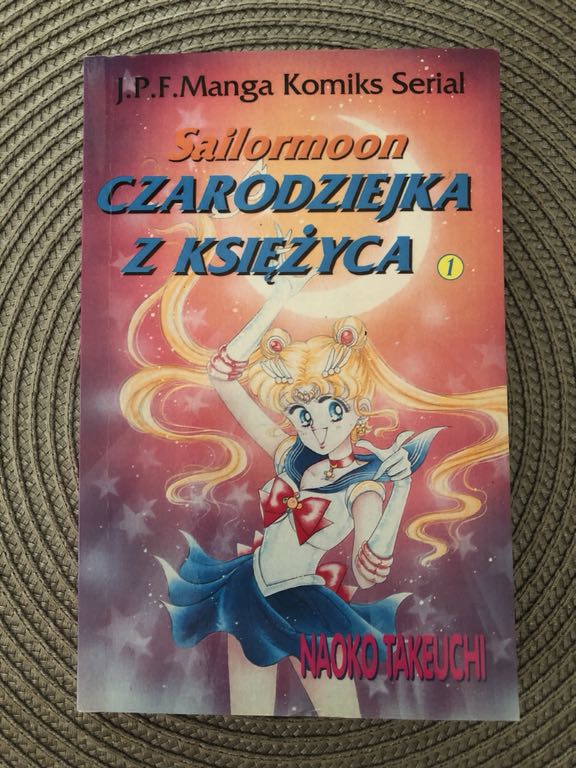 J.P.F.Manga Komiks Serial
Sailormoon
CZARODZIEJKA
Z KSIĘŻYCA 1
NAOKO TAKEUCHI